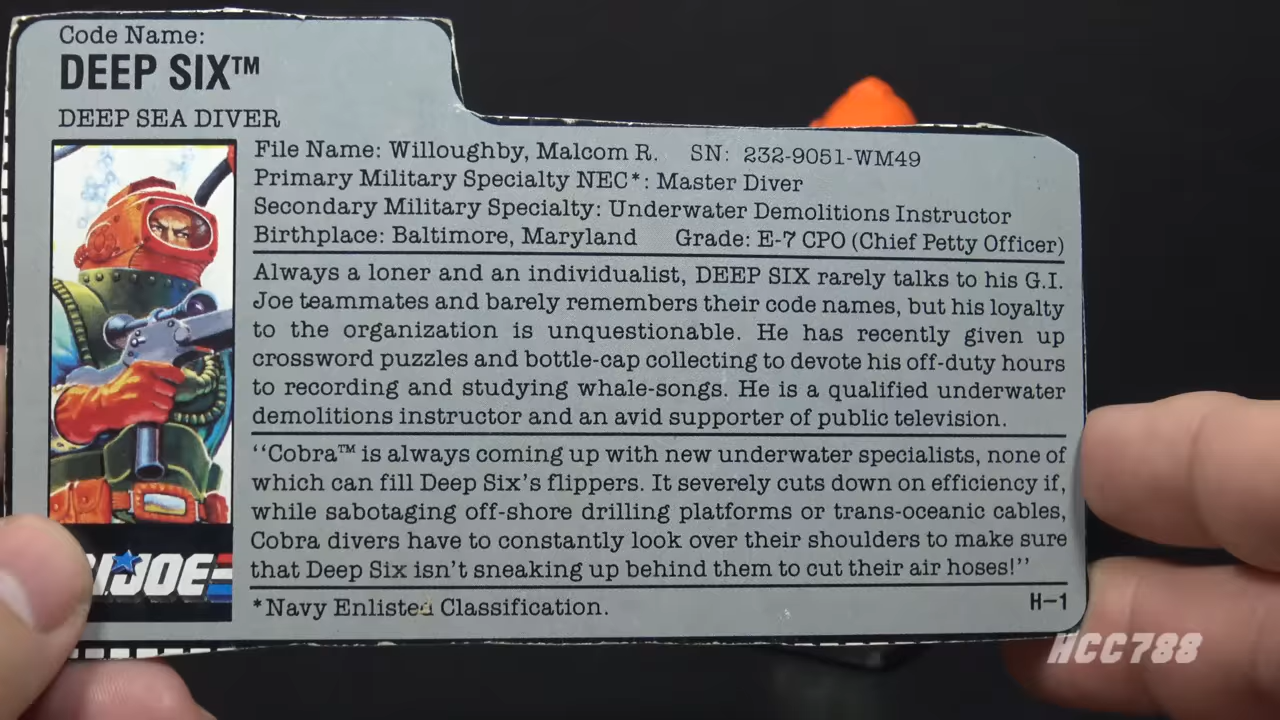 Code Name:
DEEP SIX™
DEEP SEA DIVER
File Name: Willoughby, Malcom R. SN: 232-9051-WM49
Primary Military Specialty NEC*: Master Diver
Secondary Military Specialty: Underwater Demolitions Instructor
Birthplace: Baltimore, Maryland Grade: E-7 CPO (Chief Petty Officer)
Always a loner and an individualist, DEEP SIX rarely talks to his G.I.
Joe teammates and barely remembers their code names, but his loyalty
to the organization is unquestionable. He has recently given up
crossword puzzles and bottle-cap collecting to devote his off-duty hours
to recording and studying whale-songs. He is a qualified underwater
demolitions instructor and an avid supporter of public television.
“Cobra™ is always coming up with new underwater specialists, none of
which can fill Deep Six's flippers. It severely cuts down on efficiency if,
while sabotaging off-shore drilling platforms or trans-oceanic cables,
Cobra divers have to constantly look over their shoulders to make sure
that Deep Six isn't sneaking up behind them to cut their air hoses!”
*Navy Enlisted Classification.
H-1
I.JOE
HCC788